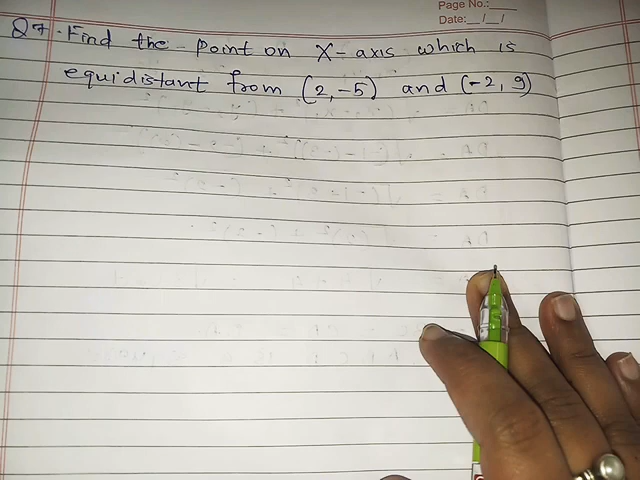 Page No.:
Date: / /
Q7. Find the point on X-axis which is
equidistant from (2,-5) and (-2, 9)